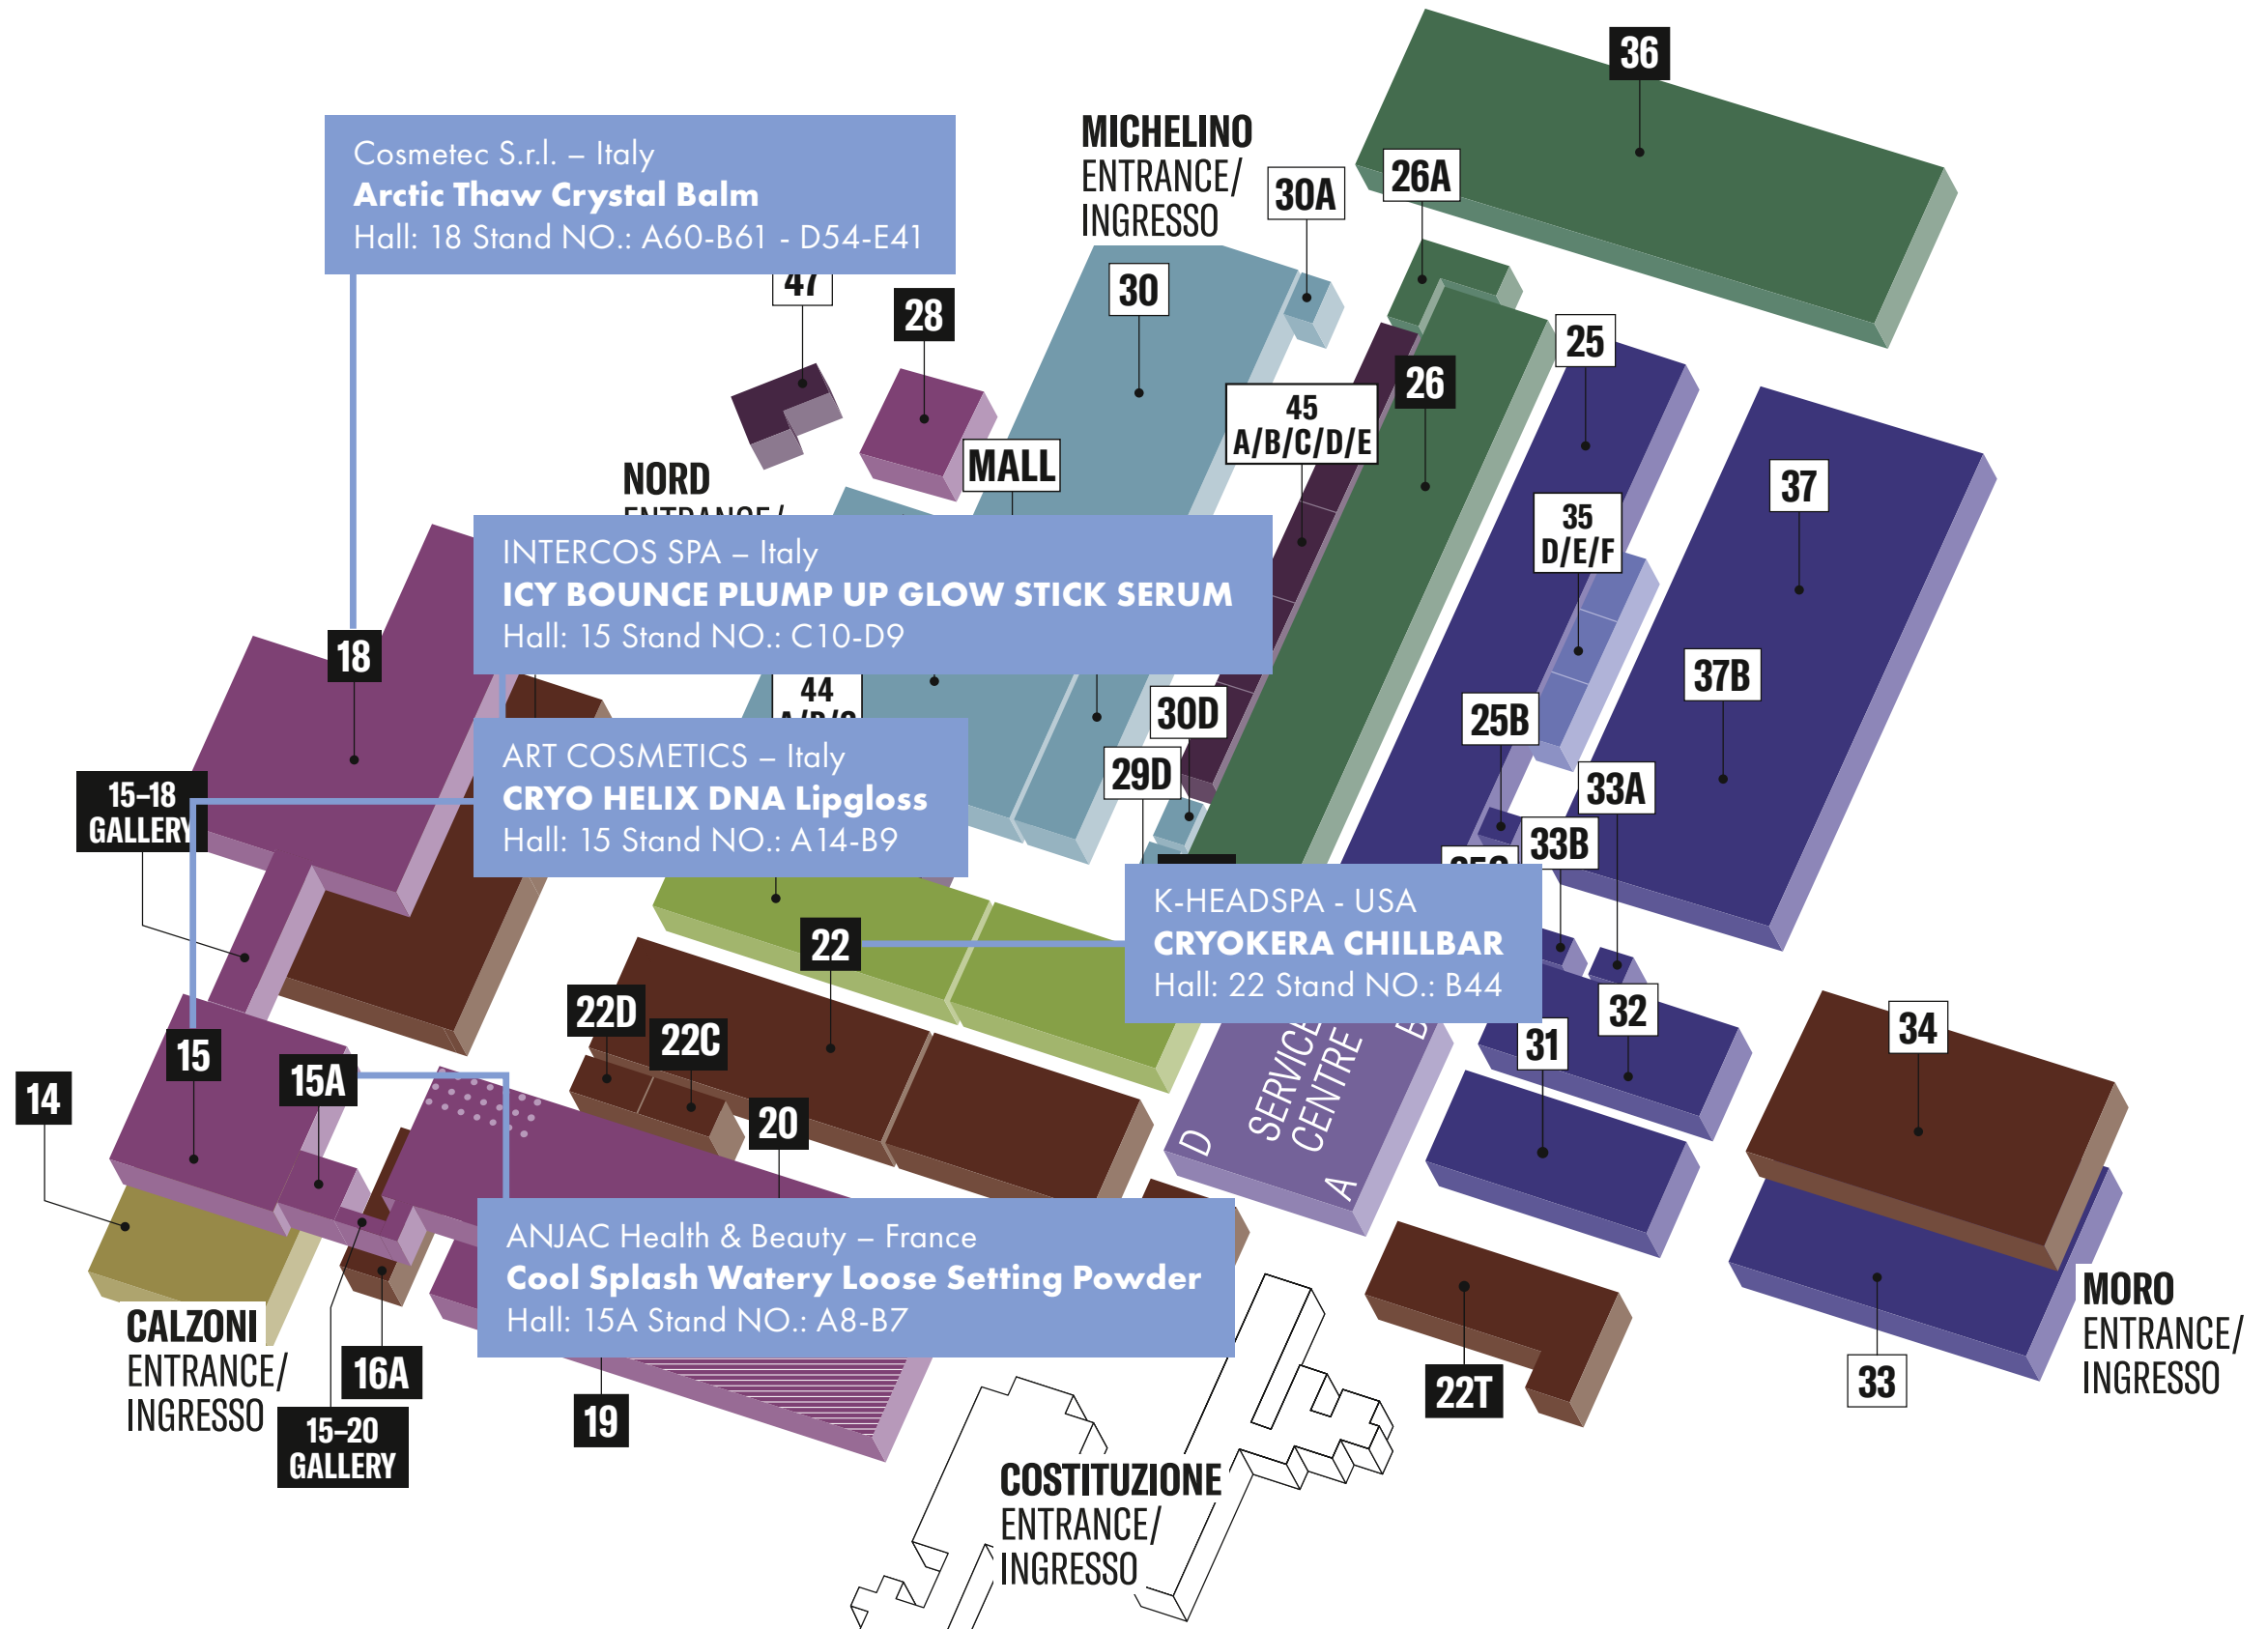 36
Cosmetec S.r.l. – Italy
Arctic Thaw Crystal Balm
Hall: 18 Stand NO.: A60-B61 - D54-E41
MICHELINO
ENTRANCE/
INGRESSO
30A
26A
47
28
30
25
26
45
A/B/C/D/E
MALL
NORD
ENTRANCE/
37
35
D/E/F
INTERCOS SPA – Italy
ICY BOUNCE PLUMP UP GLOW STICK SERUM
Hall: 15 Stand NO.: C10-D9
18
37B
44
30D
25B
ART COSMETICS – Italy
CRYO HELIX DNA Lipgloss
Hall: 15 Stand NO.: A14-B9
29D
33A
15–18
GALLERY
33B
K-HEADSPA - USA
CRYOKERA CHILLBAR
Hall: 22 Stand NO.: B44
22
22D
22C
32
31
34
15
15A
14
20
SERVICE
CENTRE
B
D
A
ANJAC Health & Beauty – France
Cool Splash Watery Loose Setting Powder
Hall: 15A Stand NO.: A8-B7
CALZONI
ENTRANCE/
INGRESSO
16A
15–20
GALLERY
19
22T
33
MORO
ENTRANCE/
INGRESSO
COSTITUZIONE
ENTRANCE/
INGRESSO